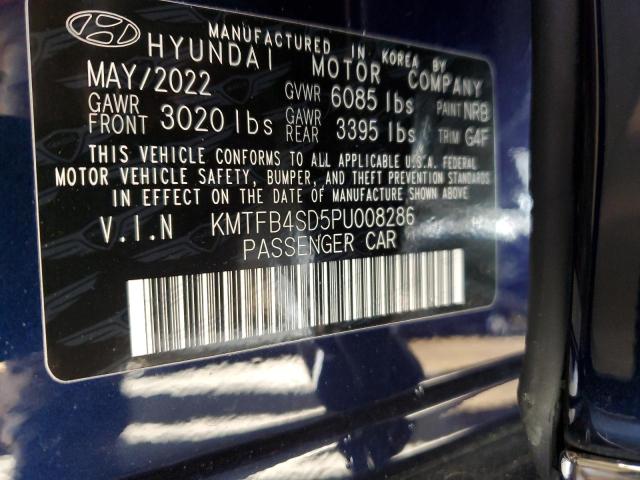 MANUFACTURED IN KOREA BY
HYUNDAI MOTOR COMPANY
MAY/2022 GVWR 6085 lbs PAINT NRB
GAWR FRONT 3020 lbs GAWR REAR 3395 lbs TRIM G4F
THIS VEHICLE CONFORMS TO ALL APPLICABLE U.S.A. FEDERAL
MOTOR VEHICLE SAFETY, BUMPER, AND THEFT PREVENTION STANDARDS
IN EFFECT ON THE DATE OF MANUFACTURE SHOWN ABOVE.
V.I.N KMTFB4SD5PU008286
PASSENGER CAR